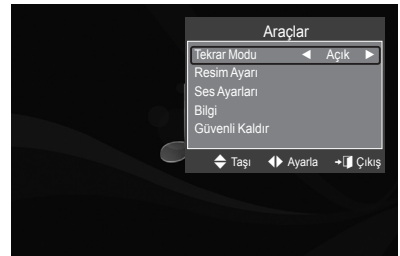 Araçlar
Tekrar Modu ◄ Açık ►
Resim Ayarı
Ses Ayarları
Bilgi
Güvenli Kaldır
Taşı Ayarla Çıkış